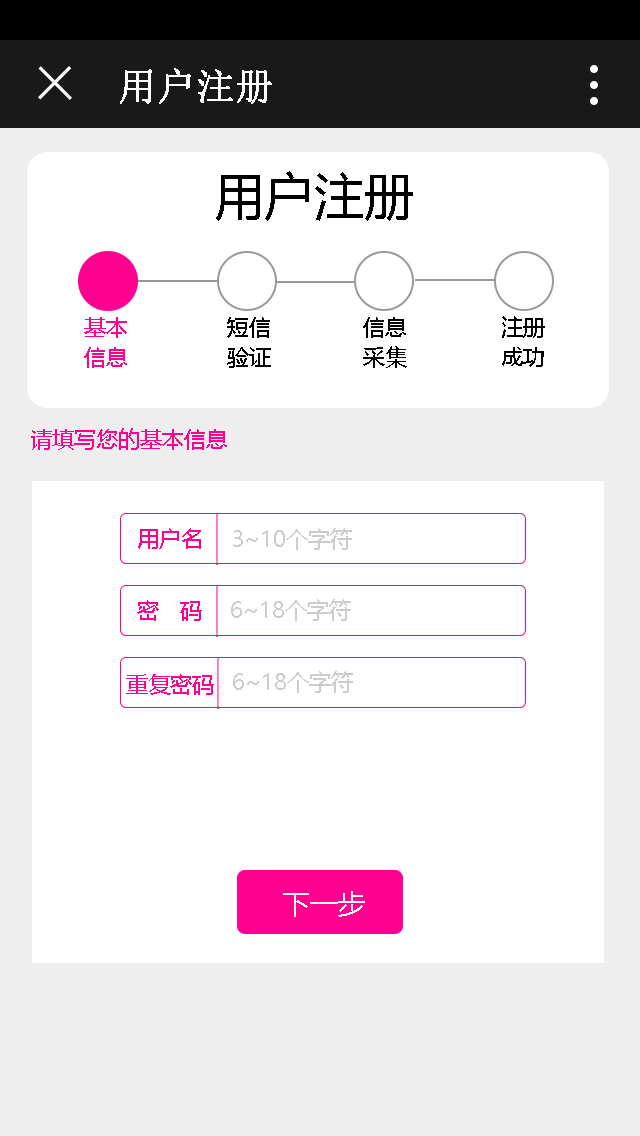 用户注册
用户注册
基本 短信 信息 注册
信息 验证 采集 成功
请填写您的基本信息
用户名 3~10个字符
密 码 6~18个字符
重复密码 6~18个字符
下一步